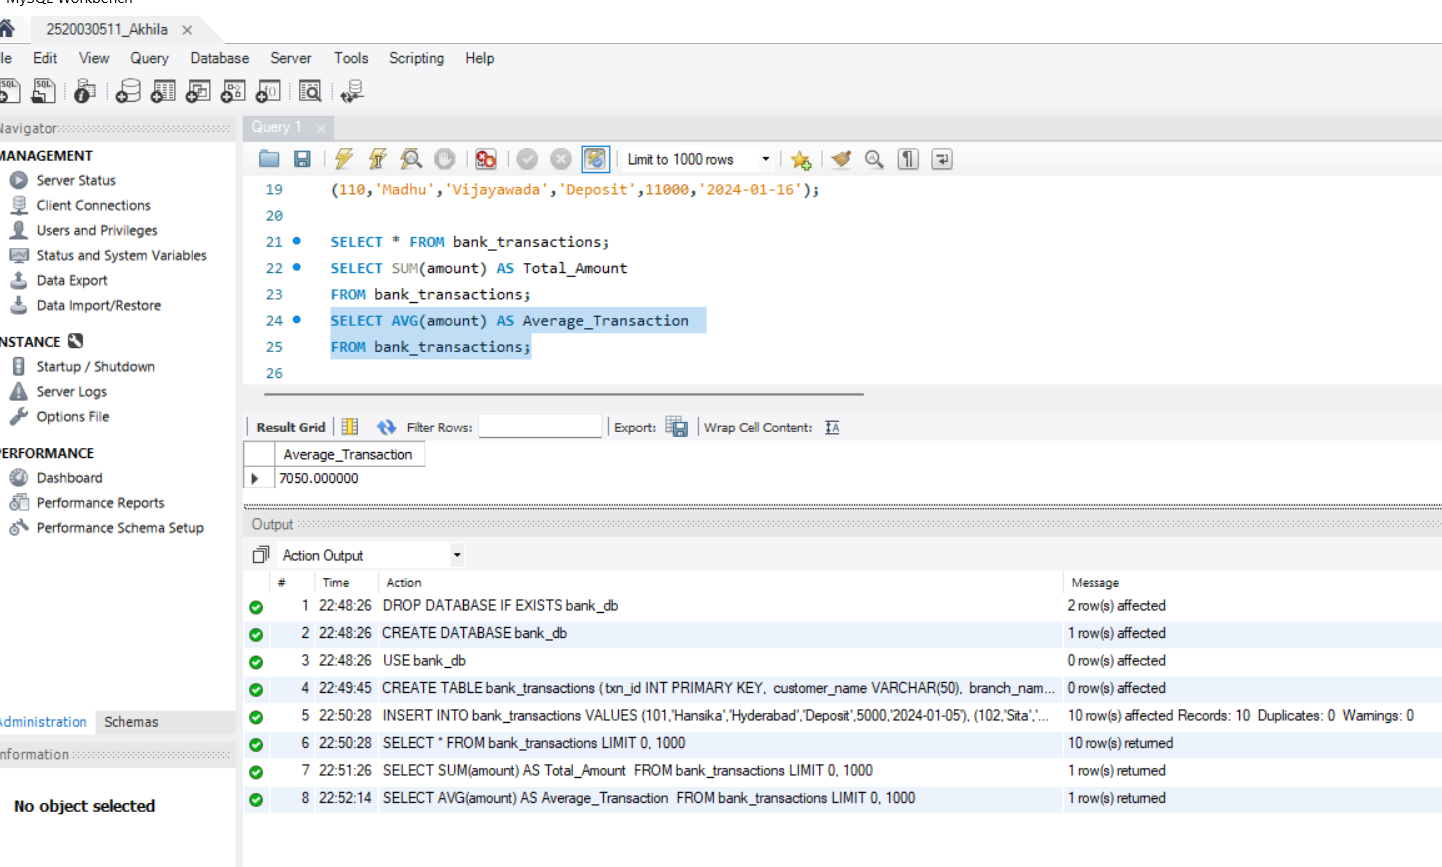 MySQL Workbench
2520030511_Akhila
Edit View Query Database Server Tools Scripting Help
Query 1
Limit to 1000 rows
MANAGEMENT
Server Status
Client Connections
Users and Privileges
Status and System Variables
Data Export
Data Import/Restore
Startup / Shutdown
Server Logs
Options File
Dashboard
Performance Reports
Performance Schema Setup
Administration Schemas
No object selected
19 (110,'Madhu','Vijayawada','Deposit',11000,'2024-01-16');
20
21 SELECT * FROM bank_transactions;
22 SELECT SUM(amount) AS Total_Amount
23 FROM bank_transactions;
24 SELECT AVG(amount) AS Average_Transaction
25 FROM bank_transactions;
26
Result Grid Filter Rows: Export: Wrap Cell Content:
Average_Transaction
7050.000000
Output
Action Output
# Time Action Message
1 22:48:26 DROP DATABASE IF EXISTS bank_db 2 row(s) affected
2 22:48:26 CREATE DATABASE bank_db 1 row(s) affected
3 22:48:26 USE bank_db 0 row(s) affected
4 22:49:45 CREATE TABLE bank_transactions ( txn_id INT PRIMARY KEY, customer_name VARCHAR(50), branch_nam... 0 row(s) affected
5 22:50:28 INSERT INTO bank_transactions VALUES (101,'Hansika','Hyderabad','Deposit',5000,'2024-01-05'), (102,'Sita','... 10 row(s) affected Records: 10 Duplicates: 0 Warnings: 0
6 22:50:28 SELECT * FROM bank_transactions LIMIT 0, 1000 10 row(s) returned
7 22:51:26 SELECT SUM(amount) AS Total_Amount FROM bank_transactions LIMIT 0, 1000 1 row(s) returned
8 22:52:14 SELECT AVG(amount) AS Average_Transaction FROM bank_transactions LIMIT 0, 1000 1 row(s) returned